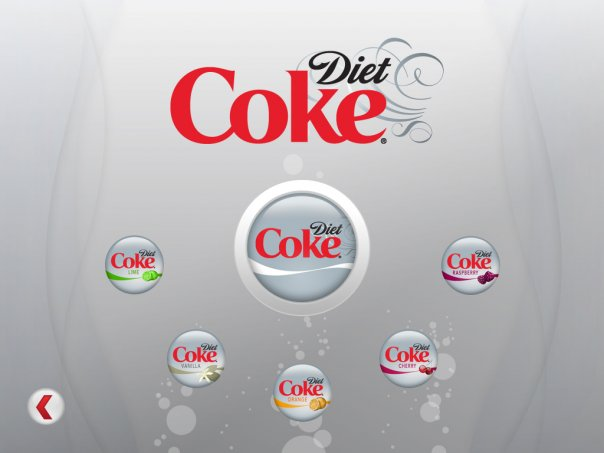 Diet
Coke®
Diet
Coke®
Diet
Coke
LIME
Diet
Coke
RASPBERRY
Diet
Coke
VANILLA
Diet
Coke
CHERRY
Diet
Coke
ORANGE